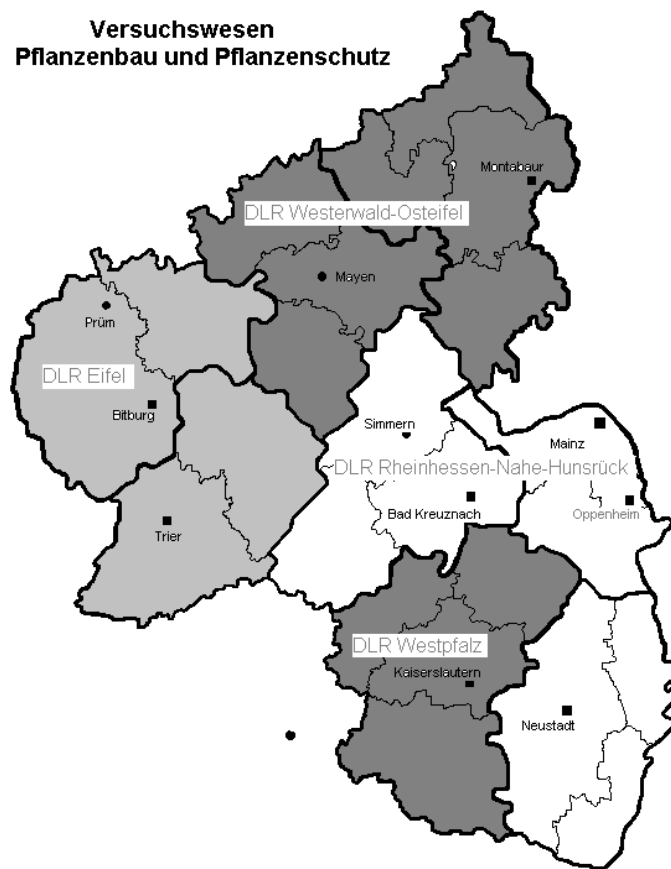 Versuchswesen
Pflanzenbau und Pflanzenschutz
Montabaur
DLR Westerwald-Osteifel
Mayen
Prüm
DLR Eifel
Bitburg
Simmern
Mainz
DLR Rheinhessen-Nahe-Hunsrück
Bad Kreuznach
Oppenheim
Trier
DLR Westpfalz
Kaiserslautern
Neustadt